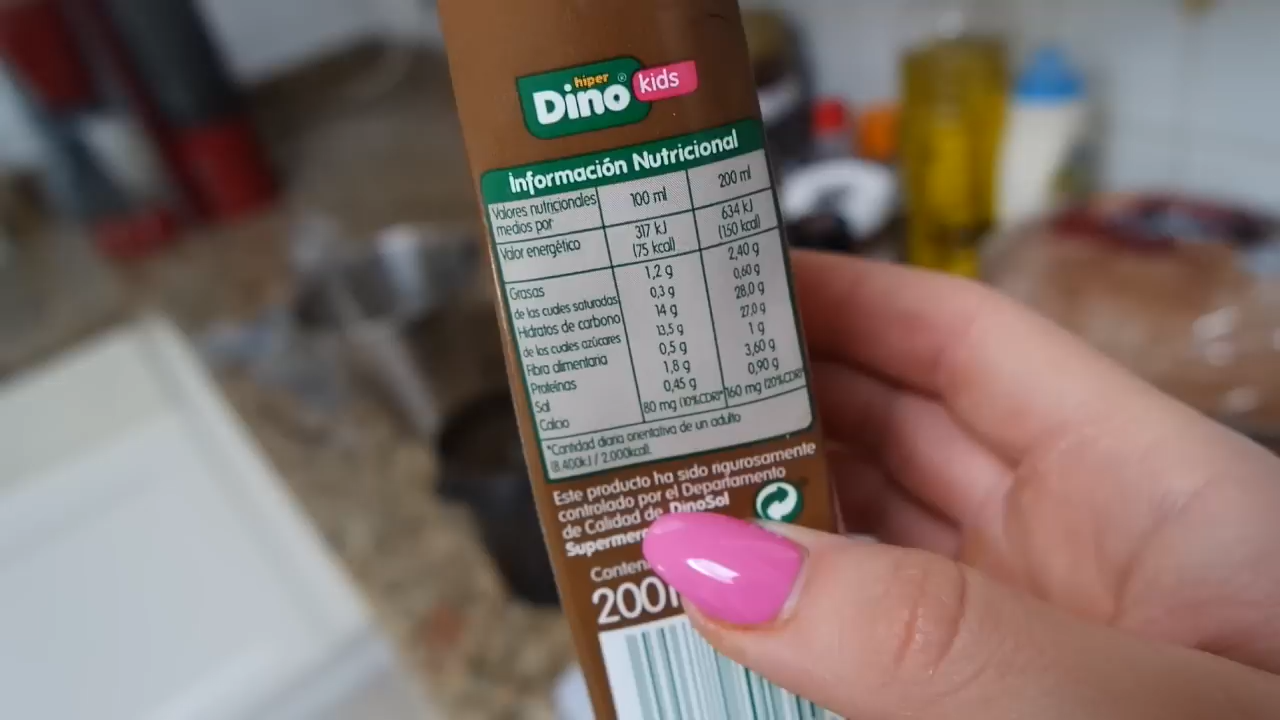 hiper
Dino® kids
Información Nutricional
Valores nutricionales medios por 100 ml 200 ml
Valor energético 317 kJ (75 kcal) 634 kJ (150 kcal)
Grasas 1,2 g 2,40 g
de las cuales saturadas 0,3 g 0,60 g
Hidratos de carbono 14 g 28,0 g
de los cuales azúcares 13,5 g 27,0 g
Fibra alimentaria 0,5 g 1 g
Proteínas 1,8 g 3,60 g
Sal 0,45 g 0,90 g
Calcio 80 mg (10%CDR)* 160 mg (20%CDR)
*Cantidad diaria orientativa de un adulto
(8.400kJ / 2.000kcal).
Este producto ha sido rigurosamente
controlado por el Departamento
de Calidad de DinoSol
Supermer
Conten
200